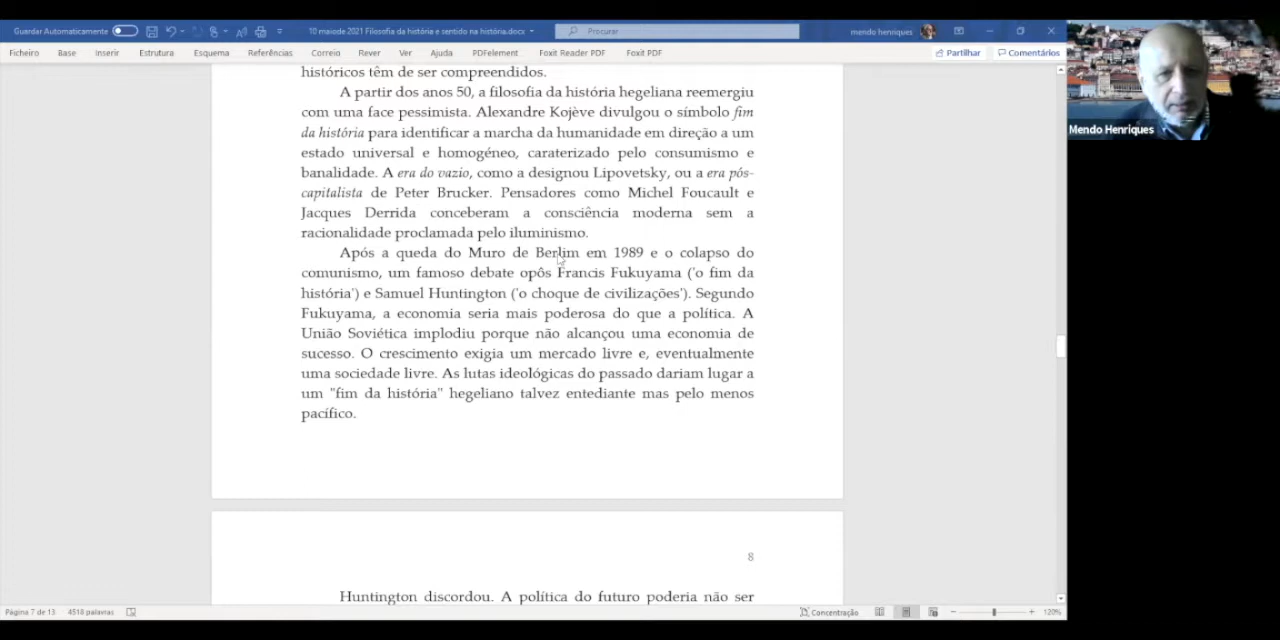 Guardar Automaticamente
10 maiode 2021 Filosofia da história e sentido na história.docx
Procurar
mendo henriques
Ficheiro Base Inserir Estrutura Esquema Referências Correio Rever Ver Ajuda PDFelement Foxit Reader PDF Foxit PDF Partilhar Comentários
históricos têm de ser compreendidos.
A partir dos anos 50, a filosofia da história hegeliana reemergiu
com uma face pessimista. Alexandre Kojève divulgou o símbolo fim
da história para identificar a marcha da humanidade em direção a um
estado universal e homogéneo, caraterizado pelo consumismo e
banalidade. A era do vazio, como a designou Lipovetsky, ou a era pós-
capitalista de Peter Brucker. Pensadores como Michel Foucault e
Jacques Derrida conceberam a consciência moderna sem a
racionalidade proclamada pelo iluminismo.
Após a queda do Muro de Berlim em 1989 e o colapso do
comunismo, um famoso debate opôs Francis Fukuyama ('o fim da
história') e Samuel Huntington ('o choque de civilizações'). Segundo
Fukuyama, a economia seria mais poderosa do que a política. A
União Soviética implodiu porque não alcançou uma economia de
sucesso. O crescimento exigia um mercado livre e, eventualmente
uma sociedade livre. As lutas ideológicas do passado dariam lugar a
um "fim da história" hegeliano talvez entediante mas pelo menos
pacífico.
8
Huntington discordou. A política do futuro poderia não ser
Página 7 de 13 4518 palavras Concentração 120%
Mendo Henriques